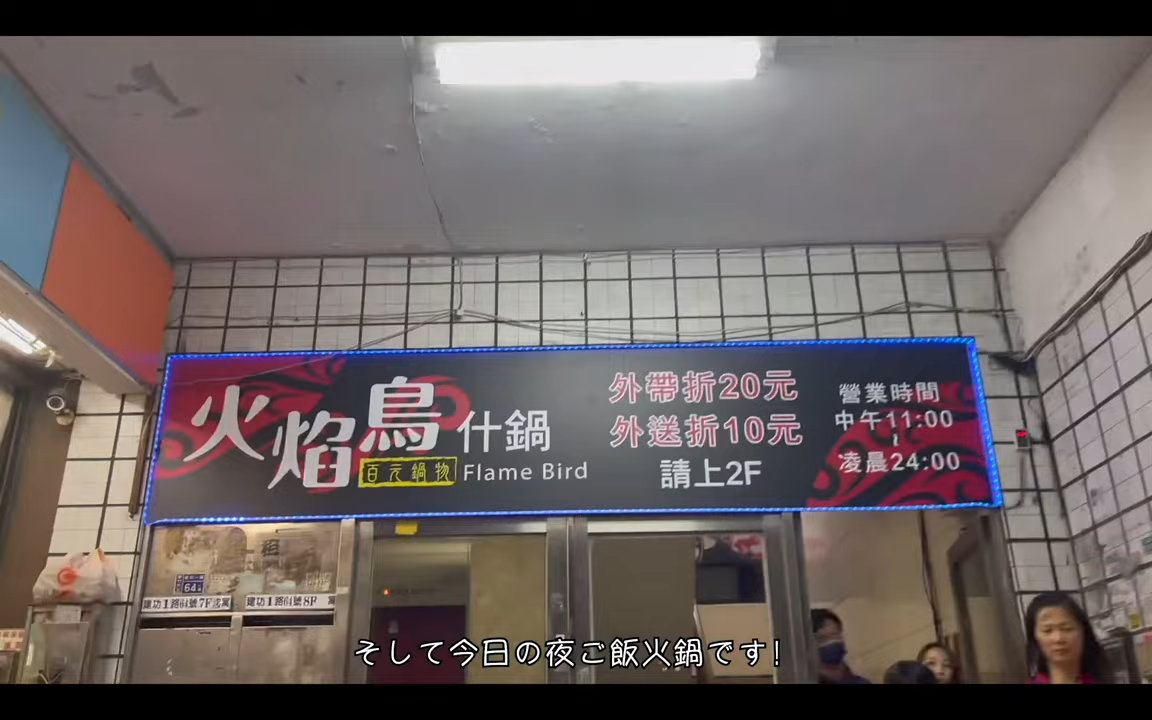 火焰鳥什鍋
百元鍋物 Flame Bird
外帶折20元
外送折10元
請上2F
營業時間
中午11:00
~
凌晨24:00
租
64
建功1路64號7F
建功1路64號8F
そして今日の夜ご飯火鍋です!